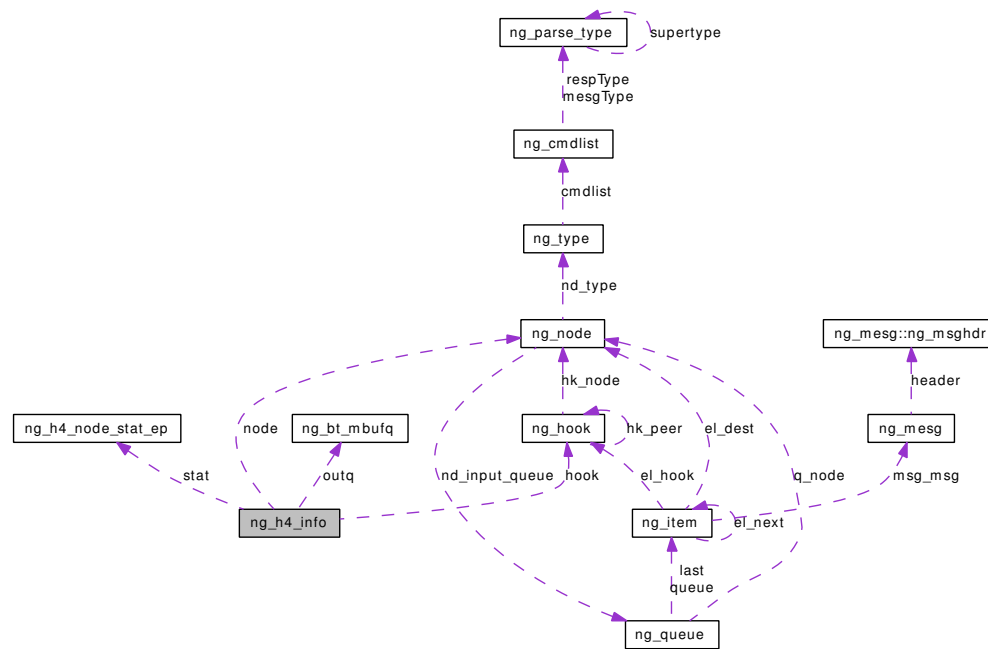 ng_parse_type
supertype
respType
mesgType
ng_cmdlist
cmdlist
ng_type
nd_type
ng_node
ng_mesg::ng_msghdr
hk_node
header
ng_h4_node_stat_ep
node
ng_bt_mbufq
ng_hook
hk_peer
el_dest
ng_mesg
stat
outq
nd_input_queue
hook
el_hook
q_node
msg_msg
ng_h4_info
ng_item
el_next
last
queue
ng_queue